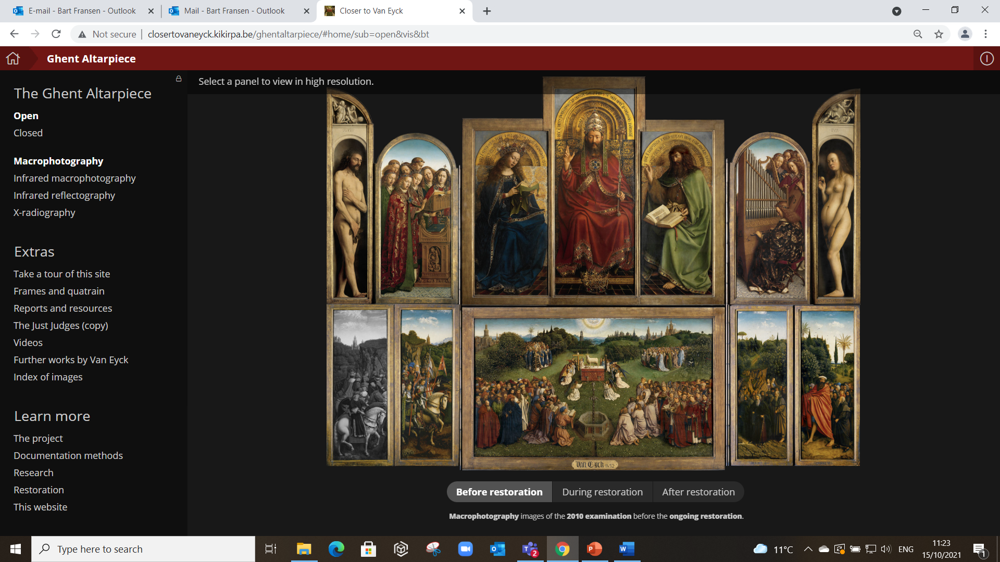 E-mail - Bart Fransen - Outlook
Mail - Bart Fransen - Outlook
Closer to Van Eyck
Not secure
closertovaneyck.kikirpa.be/ghentaltarpiece/#home/sub=open&vis&bt
Ghent Altarpiece
The Ghent Altarpiece
Open
Closed
Macrophotography
Infrared macrophotography
Infrared reflectography
X-radiography
Extras
Take a tour of this site
Frames and quatrain
Reports and resources
The Just Judges (copy)
Videos
Further works by Van Eyck
Index of images
Learn more
The project
Documentation methods
Research
Restoration
This website
Select a panel to view in high resolution.
Van Eyck
Before restoration
During restoration
After restoration
Macrophotography images of the 2010 examination before the ongoing restoration.
Type here to search
2
11°C
ENG
11:23
15/10/2021
1